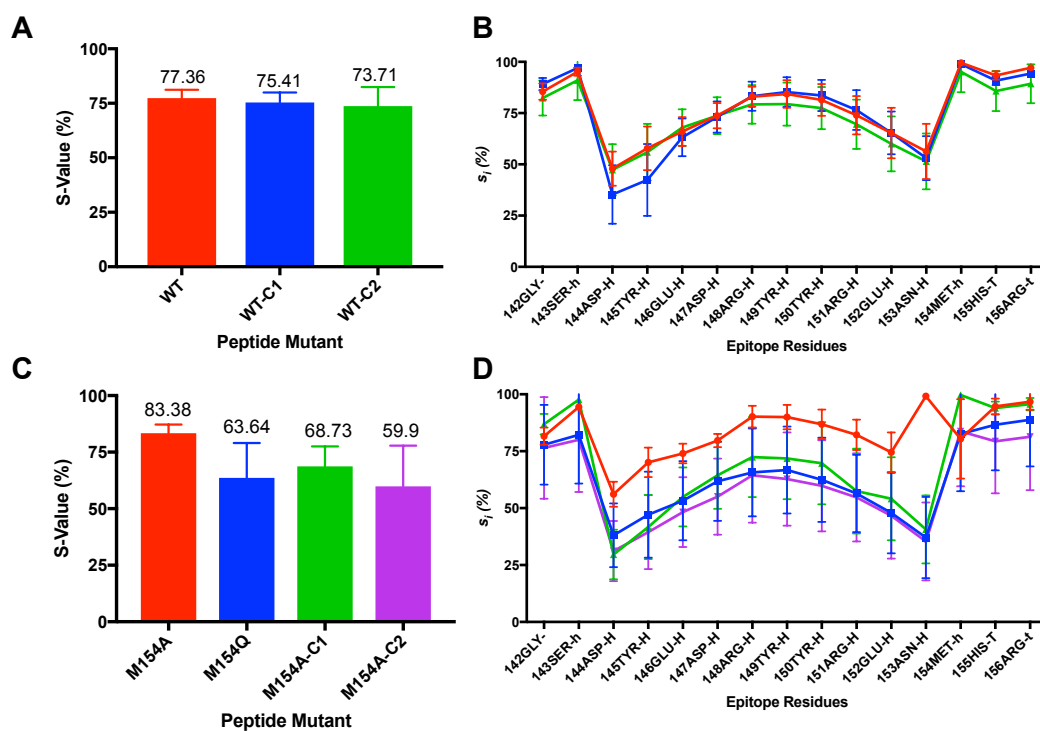 A
S-Value (%)
100
75
50
25
0
77.36
75.41
73.71
WT
WT-C1
WT-C2
Peptide Mutant
B
s_i (%)
100
75
50
25
0
142GLY-
143SER-h
144ASP-H
145TYR-H
146GLU-H
147ASP-H
148ARG-H
149TYR-H
150TYR-H
151ARG-H
152GLU-H
153ASN-H
154MET-h
155HIS-T
156ARG-t
Epitope Residues
C
S-Value (%)
100
75
50
25
0
83.38
63.64
68.73
59.9
M154A
M154Q
M154A-C1
M154A-C2
Peptide Mutant
D
s_i (%)
100
75
50
25
0
142GLY-
143SER-h
144ASP-H
145TYR-H
146GLU-H
147ASP-H
148ARG-H
149TYR-H
150TYR-H
151ARG-H
152GLU-H
153ASN-H
154MET-h
155HIS-T
156ARG-t
Epitope Residues